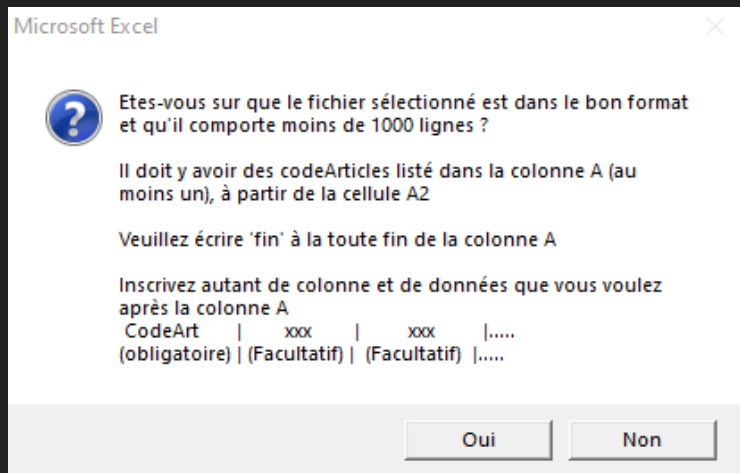 Microsoft Excel
Etes-vous sur que le fichier sélectionné est dans le bon format
et qu'il comporte moins de 1000 lignes ?
Il doit y avoir des codeArticles listé dans la colonne A (au
moins un), à partir de la cellule A2
Veuillez écrire 'fin' à la toute fin de la colonne A
Inscrivez autant de colonne et de données que vous voulez
après la colonne A
CodeArt | xxx | xxx |.....
(obligatoire) | (Facultatif) | (Facultatif) |.....
Oui Non